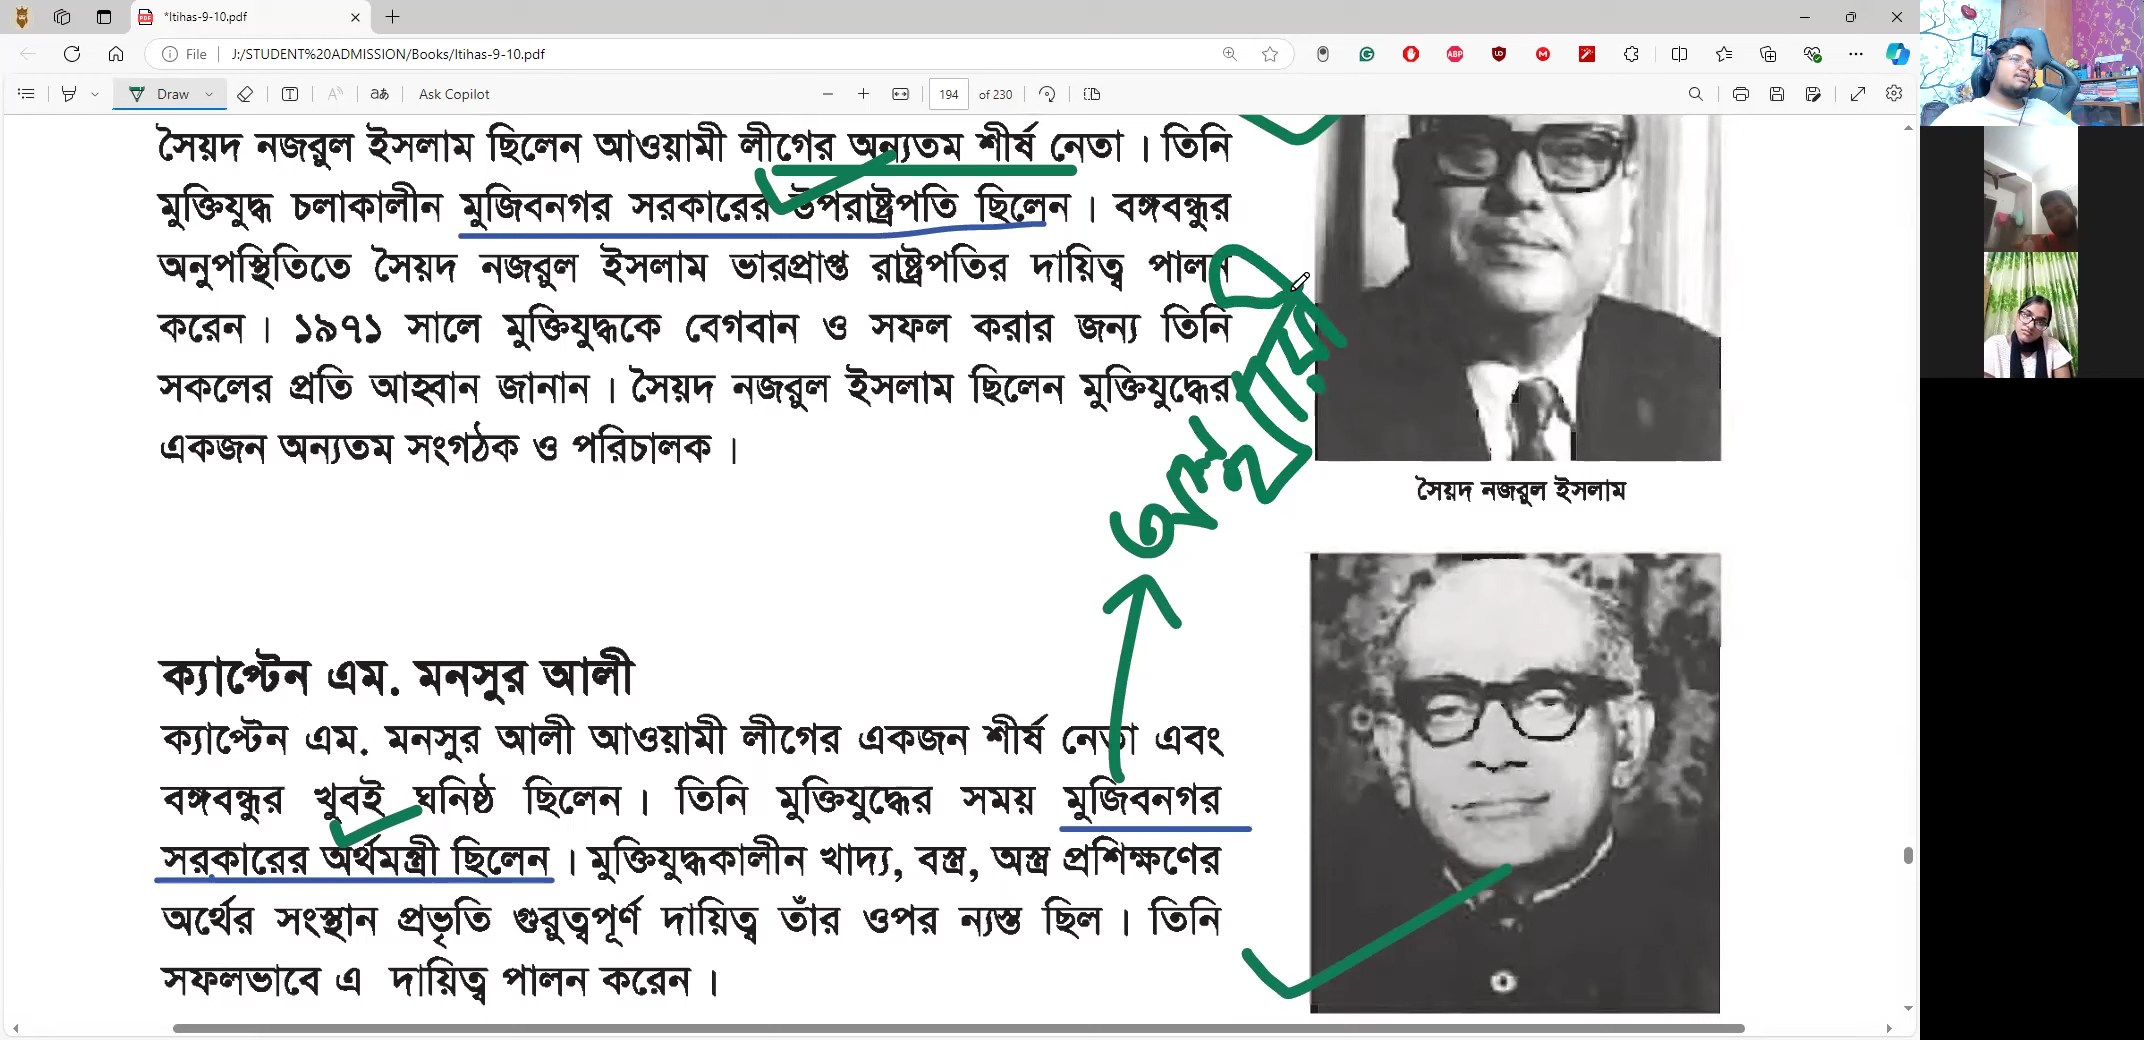 *Itihas-9-10.pdf
File
J:/STUDENT%20ADMISSION/Books/Itihas-9-10.pdf
Draw
Ask Copilot
194 of 230
সৈয়দ নজরুল ইসলাম ছিলেন আওয়ামী লীগের অন্যতম শীর্ষ নেতা । তিনি
মুক্তিযুদ্ধ চলাকালীন মুজিবনগর সরকারের উপরাষ্ট্রপতি ছিলেন । বঙ্গবন্ধুর
অনুপস্থিতিতে সৈয়দ নজরুল ইসলাম ভারপ্রাপ্ত রাষ্ট্রপতির দায়িত্ব পালন
করেন । ১৯৭১ সালে মুক্তিযুদ্ধকে বেগবান ও সফল করার জন্য তিনি
সকলের প্রতি আহ্বান জানান । সৈয়দ নজরুল ইসলাম ছিলেন মুক্তিযুদ্ধের
একজন অন্যতম সংগঠক ও পরিচালক ।
সৈয়দ নজরুল ইসলাম
অস্থায়ী
ক্যাপ্টেন এম. মনসুর আলী
ক্যাপ্টেন এম. মনসুর আলী আওয়ামী লীগের একজন শীর্ষ নেতা এবং
বঙ্গবন্ধুর খুবই ঘনিষ্ঠ ছিলেন । তিনি মুক্তিযুদ্ধের সময় মুজিবনগর
সরকারের অর্থমন্ত্রী ছিলেন । মুক্তিযুদ্ধকালীন খাদ্য, বস্ত্র, অস্ত্র প্রশিক্ষণের
অর্থের সংস্থান প্রভৃতি গুরুত্বপূর্ণ দায়িত্ব তাঁর ওপর ন্যস্ত ছিল । তিনি
সফলভাবে এ দায়িত্ব পালন করেন ।